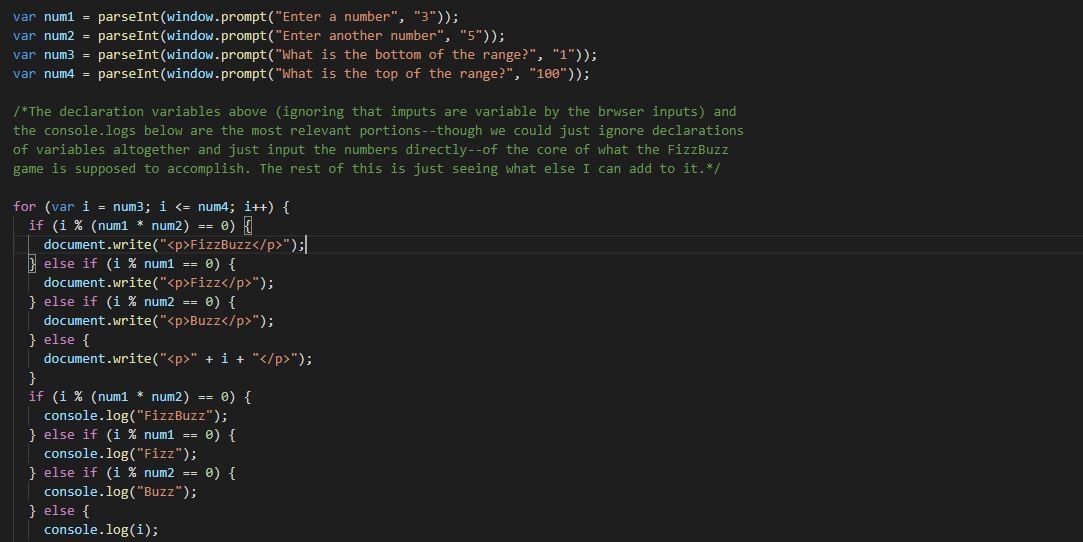 var num1 = parseInt(window.prompt("Enter a number", "3"));
var num2 = parseInt(window.prompt("Enter another number", "5"));
var num3 = parseInt(window.prompt("What is the bottom of the range?", "1"));
var num4 = parseInt(window.prompt("What is the top of the range?", "100"));

/*The declaration variables above (ignoring that imputs are variable by the brwser inputs) and
the console.logs below are the most relevant portions--though we could just ignore declarations
of variables altogether and just input the numbers directly--of the core of what the FizzBuzz
game is supposed to accomplish. The rest of this is just seeing what else I can add to it.*/

for (var i = num3; i <= num4; i++) {
  if (i % (num1 * num2) == 0) {
    document.write("<p>FizzBuzz</p>");
  } else if (i % num1 == 0) {
    document.write("<p>Fizz</p>");
  } else if (i % num2 == 0) {
    document.write("<p>Buzz</p>");
  } else {
    document.write("<p>" + i + "</p>");
  }
  if (i % (num1 * num2) == 0) {
    console.log("FizzBuzz");
  } else if (i % num1 == 0) {
    console.log("Fizz");
  } else if (i % num2 == 0) {
    console.log("Buzz");
  } else {
    console.log(i);